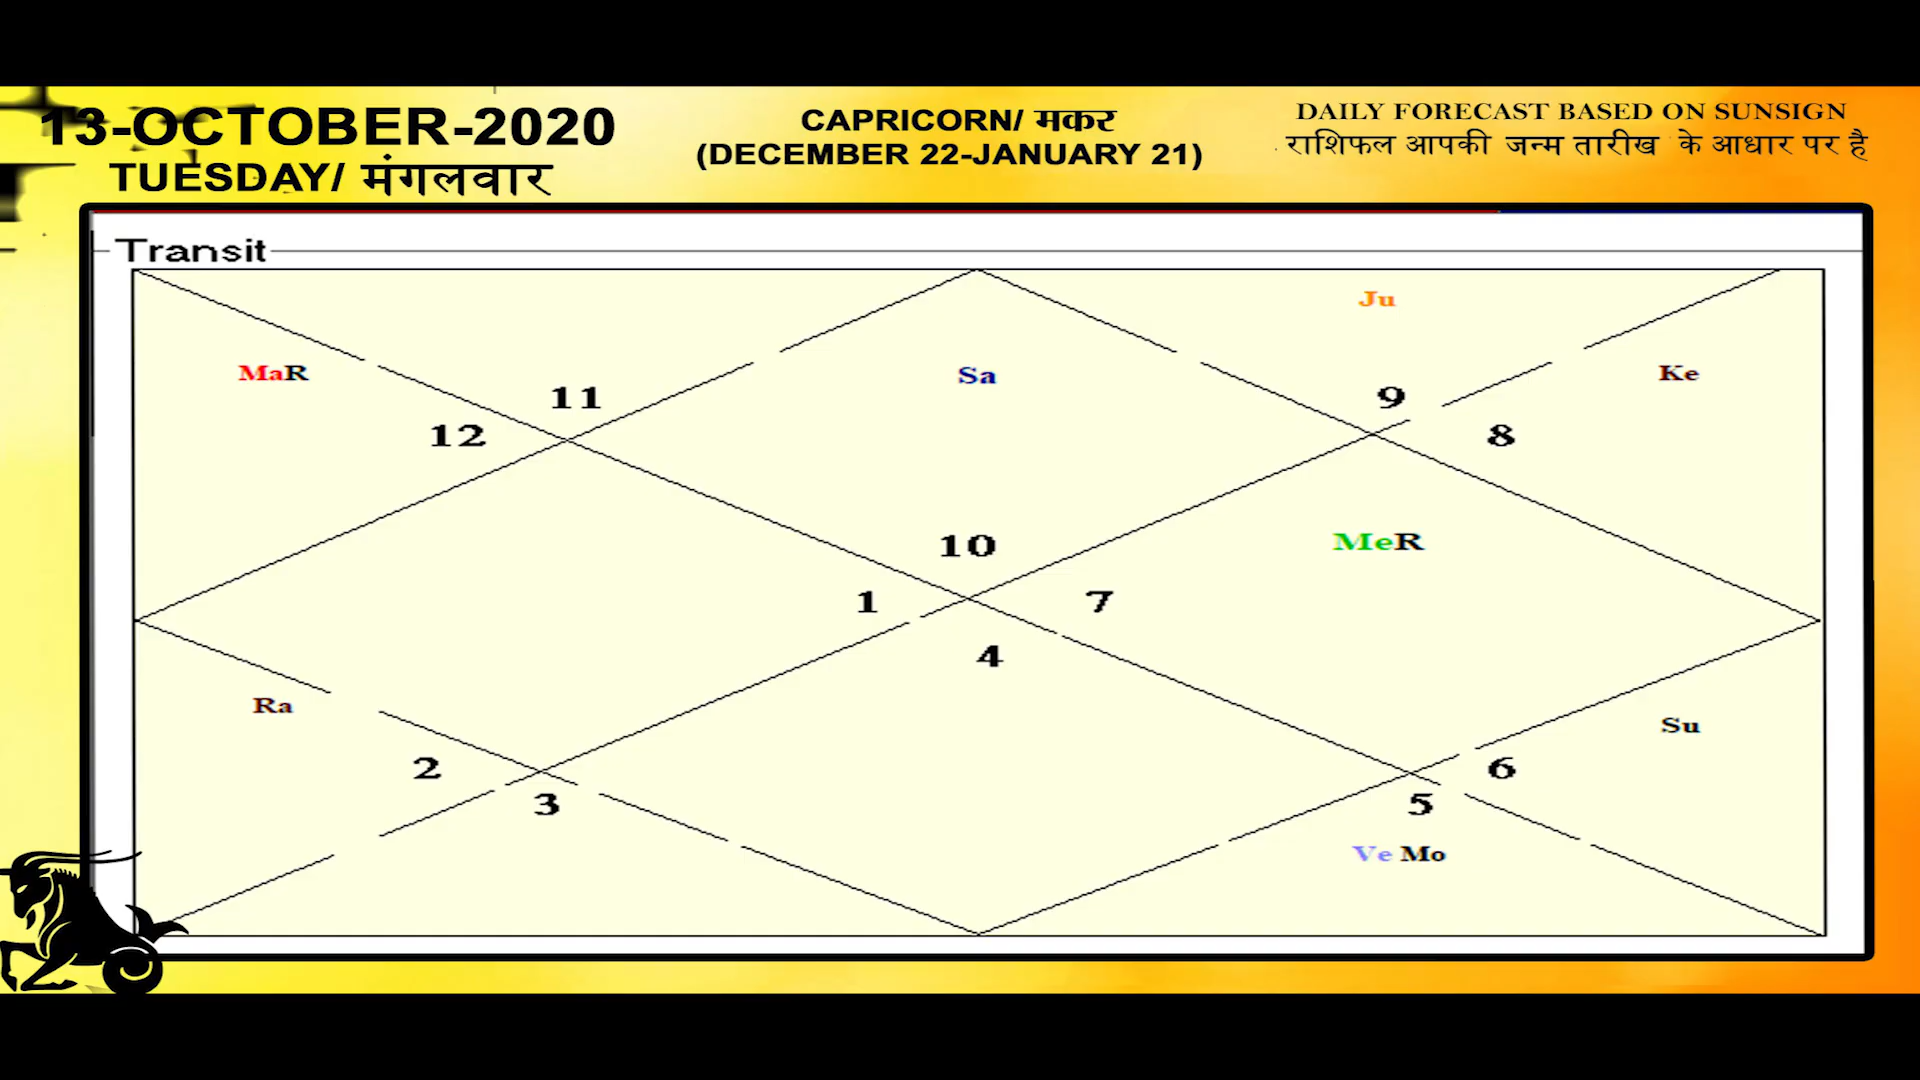 13-OCTOBER-2020
TUESDAY/ मंगलवार
CAPRICORN/ मकर
(DECEMBER 22-JANUARY 21)
DAILY FORECAST BASED ON SUNSIGN
राशिफल आपकी जन्म तारीख के आधार पर है
Transit
Ju
MaR
Sa
Ke
11
9
12
8
MeR
10
1
7
4
Ra
Su
2
6
3
5
Ve Mo